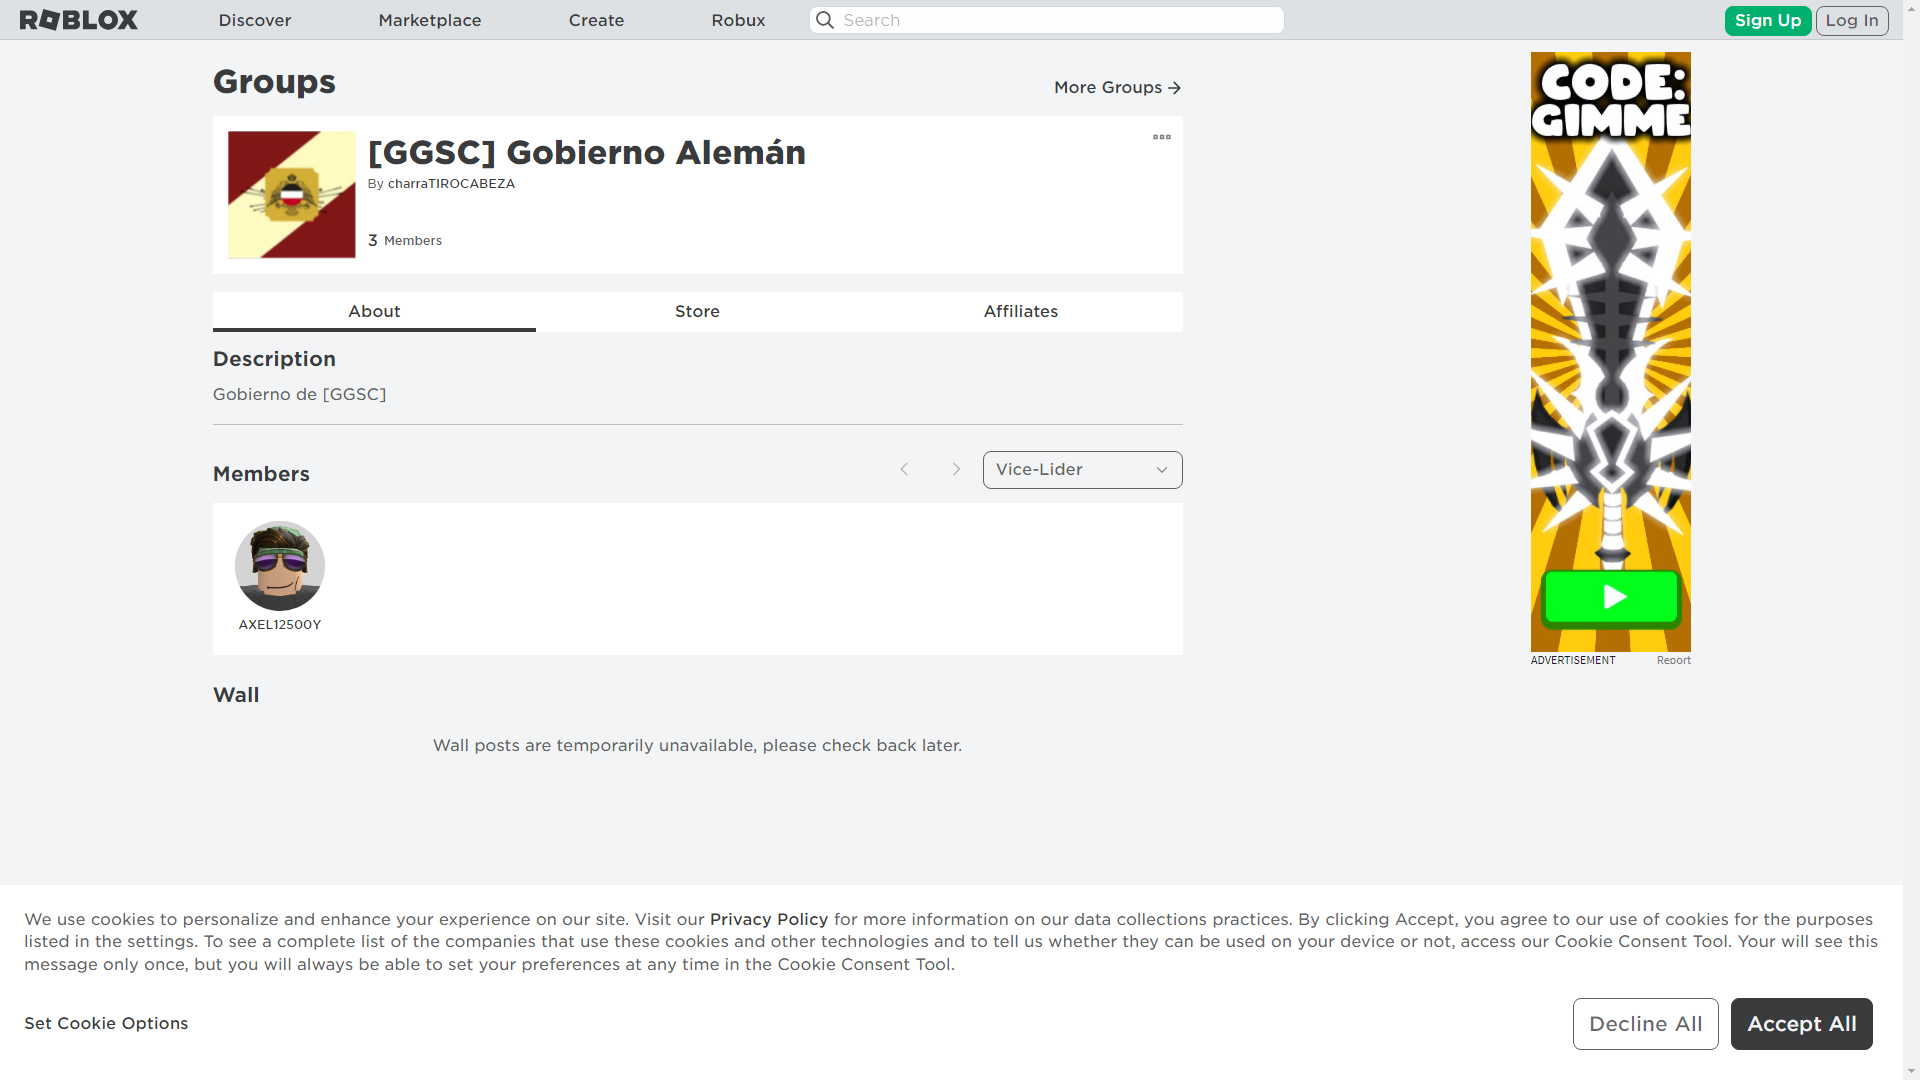 ROBLOX
Discover
Marketplace
Create
Robux
Search
Sign Up
Log In
Groups
More Groups
[GGSC] Gobierno Alemán
By charraTIROCABEZA
3 Members
About
Store
Affiliates
Description
Gobierno de [GGSC]
Members
Vice-Lider
AXEL12500Y
Wall
Wall posts are temporarily unavailable, please check back later.
CODE:
GIMME
ADVERTISEMENT
Report
We use cookies to personalize and enhance your experience on our site. Visit our Privacy Policy for more information on our data collections practices. By clicking Accept, you agree to our use of cookies for the purposes
listed in the settings. To see a complete list of the companies that use these cookies and other technologies and to tell us whether they can be used on your device or not, access our Cookie Consent Tool. Your will see this
message only once, but you will always be able to set your preferences at any time in the Cookie Consent Tool.
Set Cookie Options
Decline All
Accept All